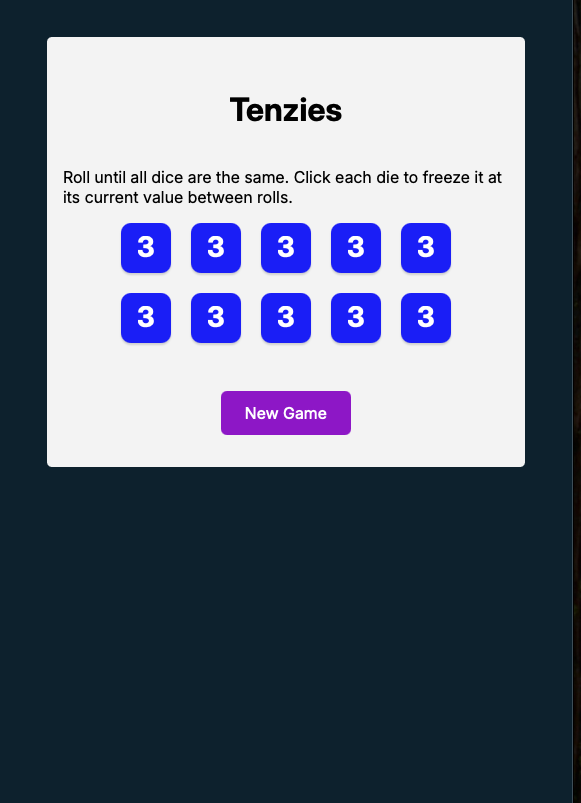 Tenzies
Roll until all dice are the same. Click each die to freeze it at
its current value between rolls.
3 3 3 3 3
3 3 3 3 3
New Game